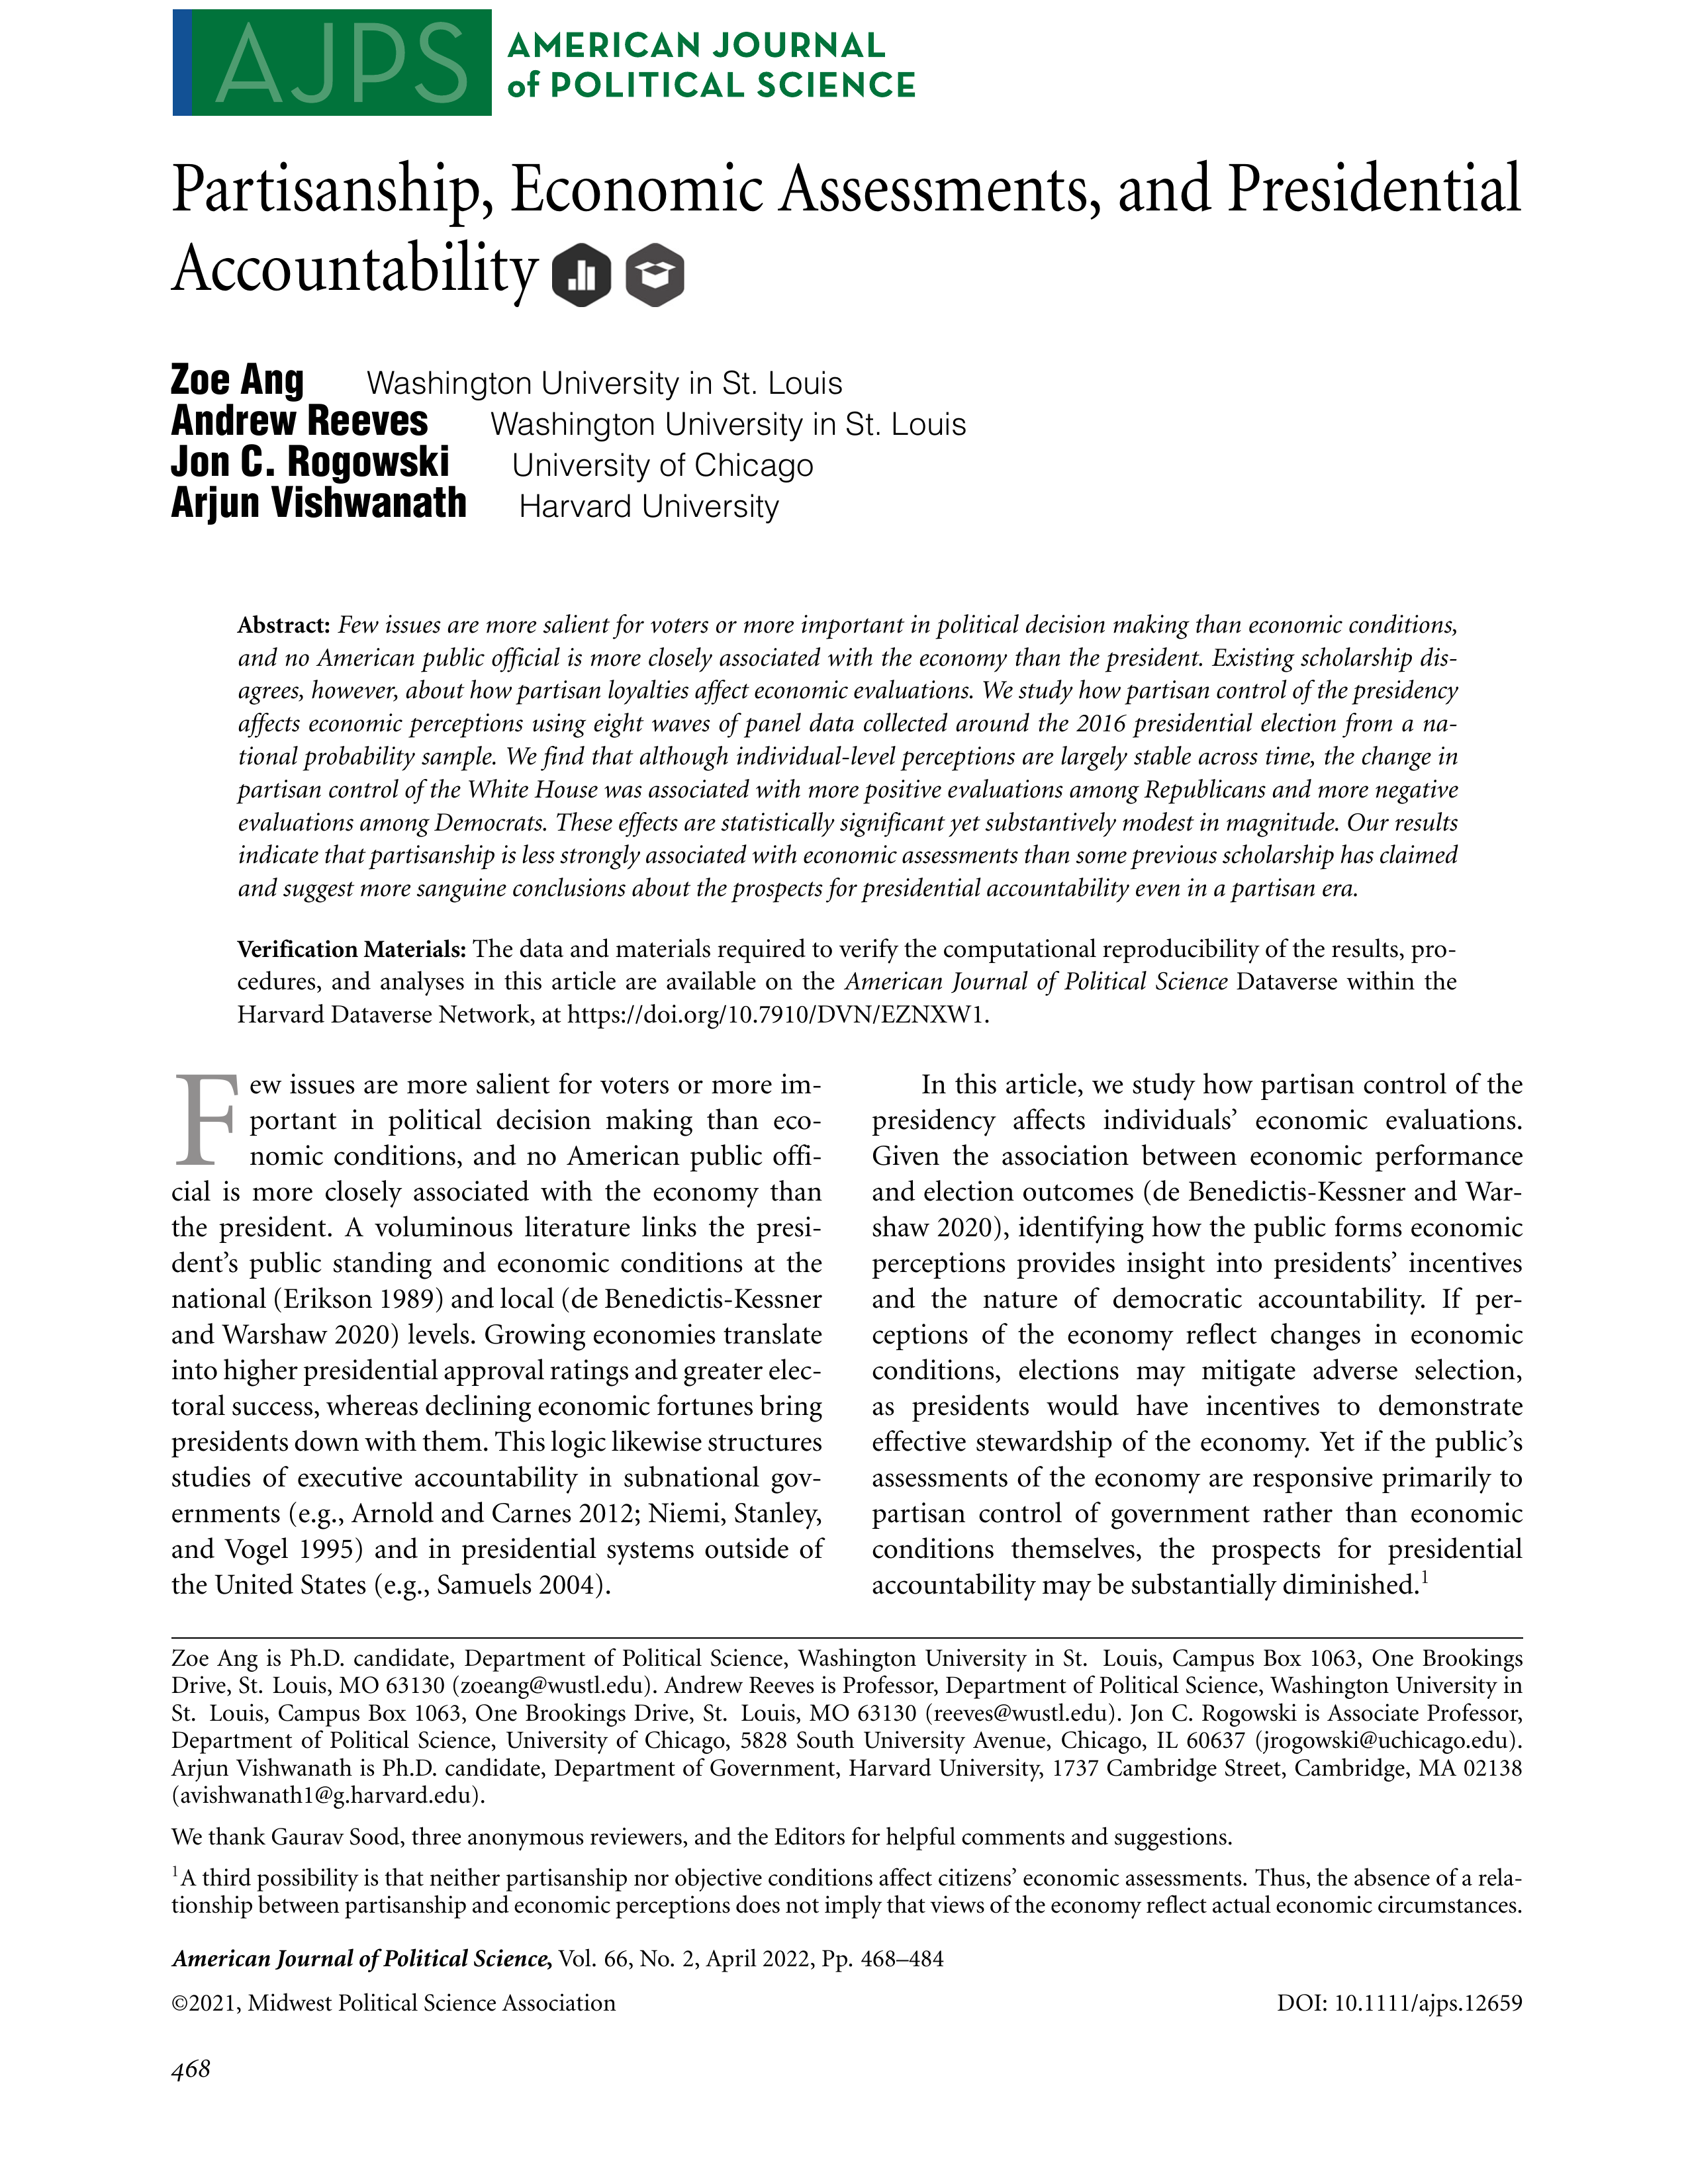 AJPS
AMERICAN JOURNAL
of POLITICAL SCIENCE
Partisanship, Economic Assessments, and Presidential
Accountability
Zoe Ang Washington University in St. Louis
Andrew Reeves Washington University in St. Louis
Jon C. Rogowski University of Chicago
Arjun Vishwanath Harvard University
Abstract: Few issues are more salient for voters or more important in political decision making than economic conditions,
and no American public official is more closely associated with the economy than the president. Existing scholarship dis-
agrees, however, about how partisan loyalties affect economic evaluations. We study how partisan control of the presidency
affects economic perceptions using eight waves of panel data collected around the 2016 presidential election from a na-
tional probability sample. We find that although individual-level perceptions are largely stable across time, the change in
partisan control of the White House was associated with more positive evaluations among Republicans and more negative
evaluations among Democrats. These effects are statistically significant yet substantively modest in magnitude. Our results
indicate that partisanship is less strongly associated with economic assessments than some previous scholarship has claimed
and suggest more sanguine conclusions about the prospects for presidential accountability even in a partisan era.
Verification Materials: The data and materials required to verify the computational reproducibility of the results, pro-
cedures, and analyses in this article are available on the American Journal of Political Science Dataverse within the
Harvard Dataverse Network, at https://doi.org/10.7910/DVN/EZNXW1.
Few issues are more salient for voters or more im-
portant in political decision making than eco-
nomic conditions, and no American public offi-
cial is more closely associated with the economy than
the president. A voluminous literature links the presi-
dent's public standing and economic conditions at the
national (Erikson 1989) and local (de Benedictis-Kessner
and Warshaw 2020) levels. Growing economies translate
into higher presidential approval ratings and greater elec-
toral success, whereas declining economic fortunes bring
presidents down with them. This logic likewise structures
studies of executive accountability in subnational gov-
ernments (e.g., Arnold and Carnes 2012; Niemi, Stanley,
and Vogel 1995) and in presidential systems outside of
the United States (e.g., Samuels 2004).
In this article, we study how partisan control of the
presidency affects individuals' economic evaluations.
Given the association between economic performance
and election outcomes (de Benedictis-Kessner and War-
shaw 2020), identifying how the public forms economic
perceptions provides insight into presidents' incentives
and the nature of democratic accountability. If per-
ceptions of the economy reflect changes in economic
conditions, elections may mitigate adverse selection,
as presidents would have incentives to demonstrate
effective stewardship of the economy. Yet if the public's
assessments of the economy are responsive primarily to
partisan control of government rather than economic
conditions themselves, the prospects for presidential
accountability may be substantially diminished.1
Zoe Ang is Ph.D. candidate, Department of Political Science, Washington University in St. Louis, Campus Box 1063, One Brookings
Drive, St. Louis, MO 63130 (zoeang@wustl.edu). Andrew Reeves is Professor, Department of Political Science, Washington University in
St. Louis, Campus Box 1063, One Brookings Drive, St. Louis, MO 63130 (reeves@wustl.edu). Jon C. Rogowski is Associate Professor,
Department of Political Science, University of Chicago, 5828 South University Avenue, Chicago, IL 60637 (jrogowski@uchicago.edu).
Arjun Vishwanath is Ph.D. candidate, Department of Government, Harvard University, 1737 Cambridge Street, Cambridge, MA 02138
(avishwanath1@g.harvard.edu).
We thank Gaurav Sood, three anonymous reviewers, and the Editors for helpful comments and suggestions.
1A third possibility is that neither partisanship nor objective conditions affect citizens' economic assessments. Thus, the absence of a rela-
tionship between partisanship and economic perceptions does not imply that views of the economy reflect actual economic circumstances.
American Journal of Political Science, Vol. 66, No. 2, April 2022, Pp. 468–484
©2021, Midwest Political Science Association DOI: 10.1111/ajps.12659
468